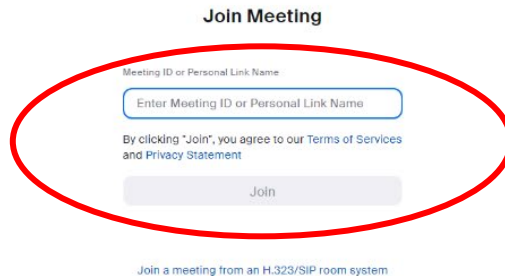 Join Meeting
Meeting ID or Personal Link Name
Enter Meeting ID or Personal Link Name
By clicking "Join", you agree to our Terms of Services
and Privacy Statement
Join
Join a meeting from an H.323/SIP room system